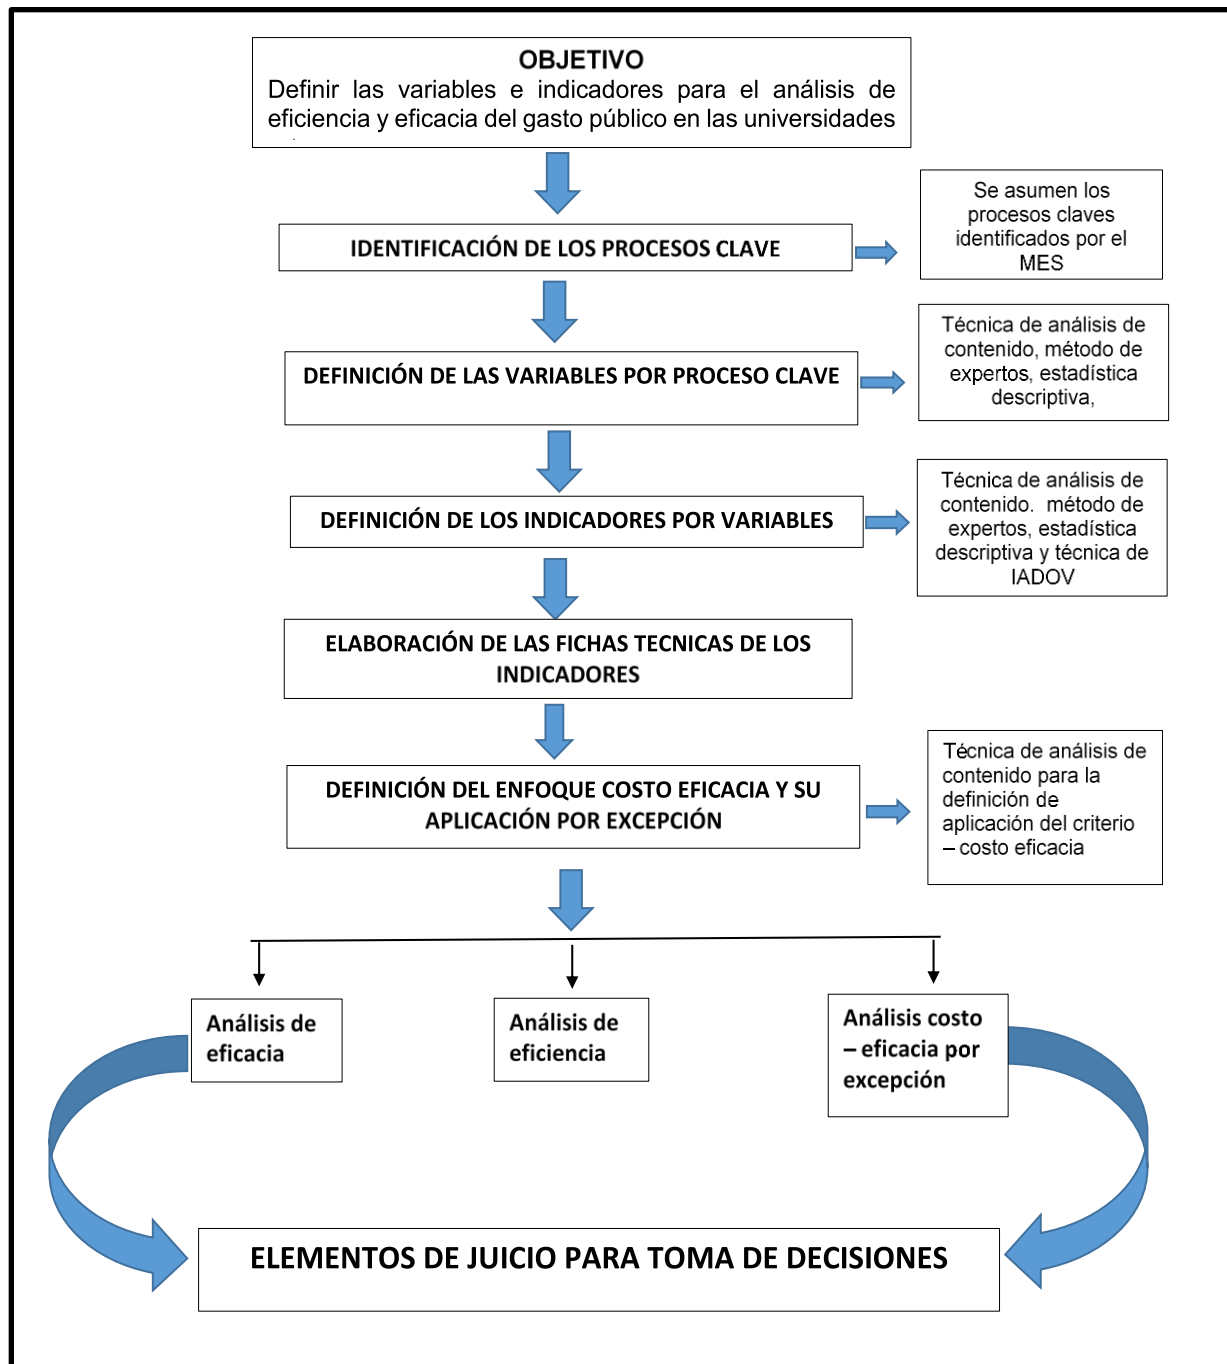 OBJETIVO
Definir las variables e indicadores para el análisis de
eficiencia y eficacia del gasto público en las universidades
IDENTIFICACIÓN DE LOS PROCESOS CLAVE
Se asumen los
procesos claves
identificados por el
MES
DEFINICIÓN DE LAS VARIABLES POR PROCESO CLAVE
Técnica de análisis de
contenido, método de
expertos, estadística
descriptiva,
DEFINICIÓN DE LOS INDICADORES POR VARIABLES
Técnica de análisis de
contenido. método de
expertos, estadística
descriptiva y técnica de
IADOV
ELABORACIÓN DE LAS FICHAS TECNICAS DE LOS
INDICADORES
DEFINICIÓN DEL ENFOQUE COSTO EFICACIA Y SU
APLICACIÓN POR EXCEPCIÓN
Técnica de análisis de
contenido para la
definición de
aplicación del criterio
– costo eficacia
Análisis de
eficacia
Análisis de
eficiencia
Análisis costo
– eficacia por
excepción
ELEMENTOS DE JUICIO PARA TOMA DE DECISIONES